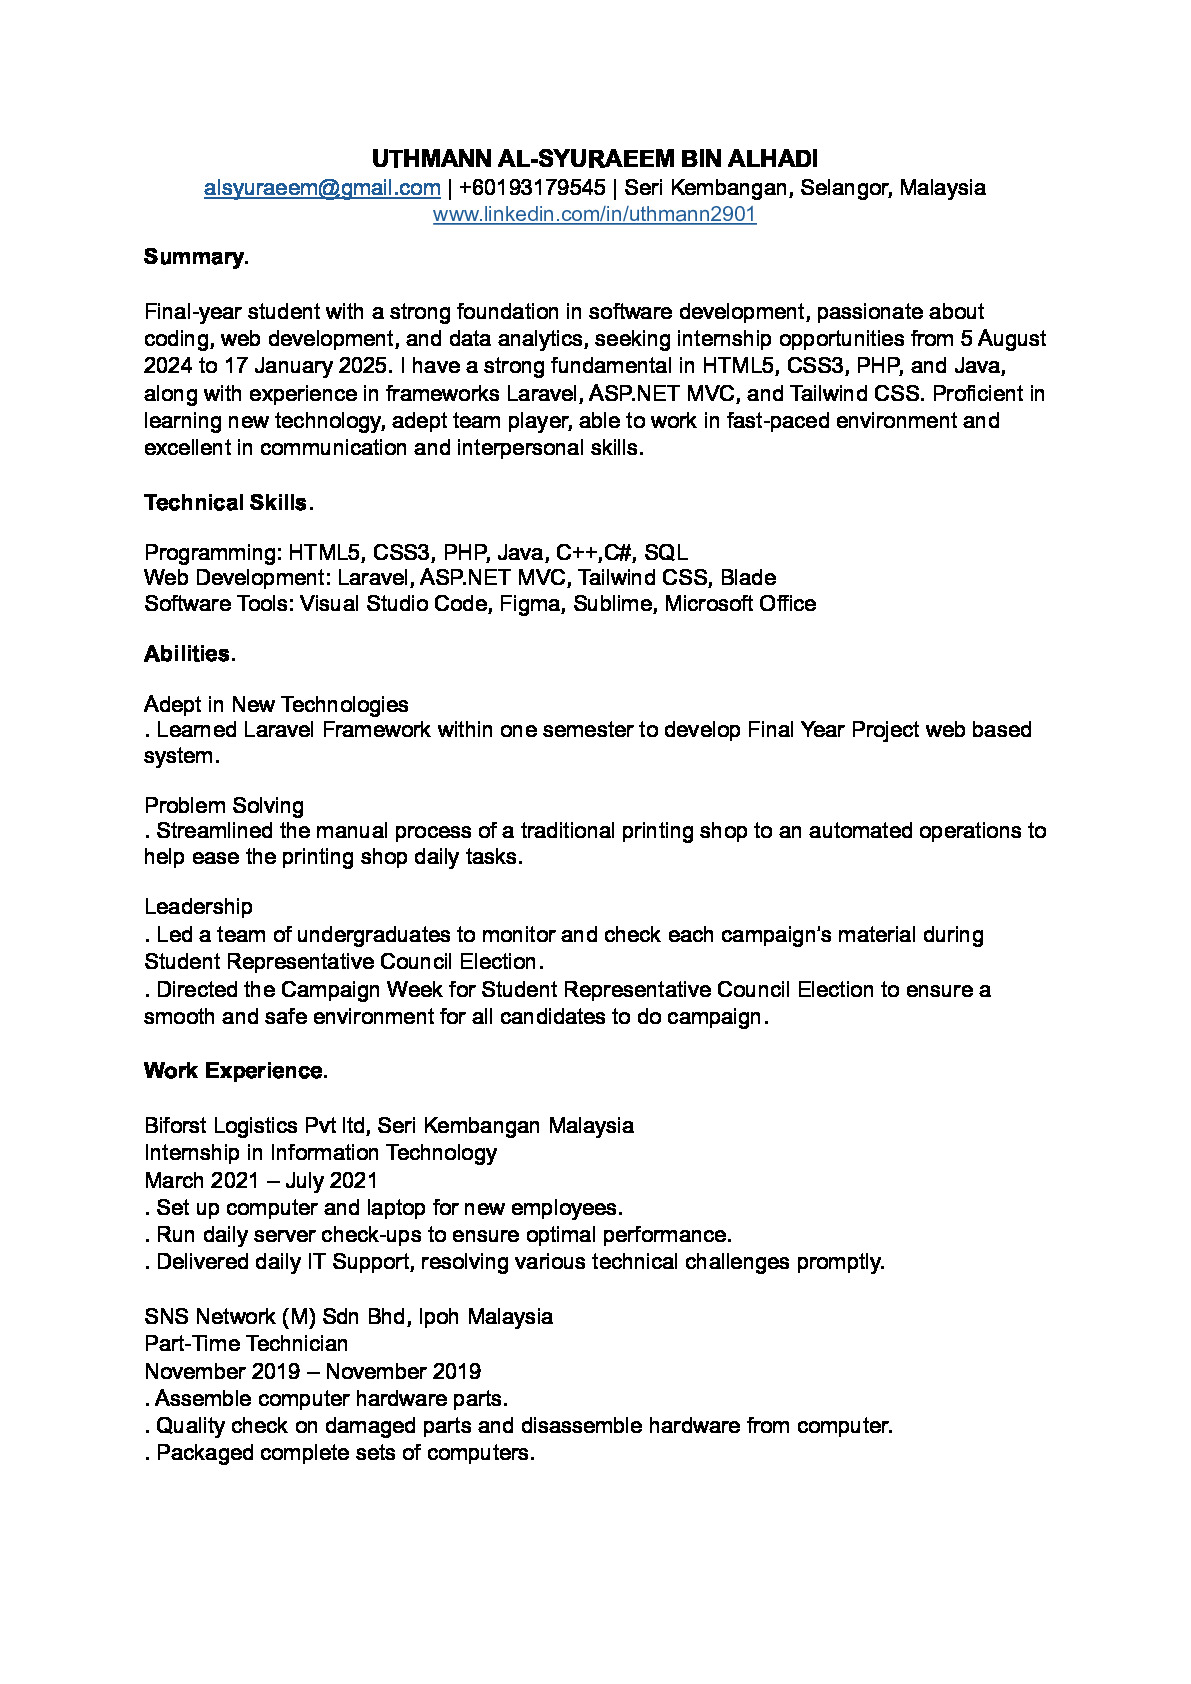 UTHMANN AL-SYURAEEM BIN ALHADI
alsyuraeem@gmail.com | +60193179545 | Seri Kembangan, Selangor, Malaysia
www.linkedin.com/in/uthmann2901
Summary.
Final-year student with a strong foundation in software development, passionate about
coding, web development, and data analytics, seeking internship opportunities from 5 August
2024 to 17 January 2025. I have a strong fundamental in HTML5, CSS3, PHP, and Java,
along with experience in frameworks Laravel, ASP.NET MVC, and Tailwind CSS. Proficient in
learning new technology, adept team player, able to work in fast-paced environment and
excellent in communication and interpersonal skills.
Technical Skills.
Programming: HTML5, CSS3, PHP, Java, C++,C#, SQL
Web Development: Laravel, ASP.NET MVC, Tailwind CSS, Blade
Software Tools: Visual Studio Code, Figma, Sublime, Microsoft Office
Abilities.
Adept in New Technologies
. Learned Laravel Framework within one semester to develop Final Year Project web based
system.
Problem Solving
. Streamlined the manual process of a traditional printing shop to an automated operations to
help ease the printing shop daily tasks.
Leadership
. Led a team of undergraduates to monitor and check each campaign's material during
Student Representative Council Election.
. Directed the Campaign Week for Student Representative Council Election to ensure a
smooth and safe environment for all candidates to do campaign.
Work Experience.
Biforst Logistics Pvt ltd, Seri Kembangan Malaysia
Internship in Information Technology
March 2021 – July 2021
. Set up computer and laptop for new employees.
. Run daily server check-ups to ensure optimal performance.
. Delivered daily IT Support, resolving various technical challenges promptly.
SNS Network (M) Sdn Bhd, Ipoh Malaysia
Part-Time Technician
November 2019 – November 2019
. Assemble computer hardware parts.
. Quality check on damaged parts and disassemble hardware from computer.
. Packaged complete sets of computers.